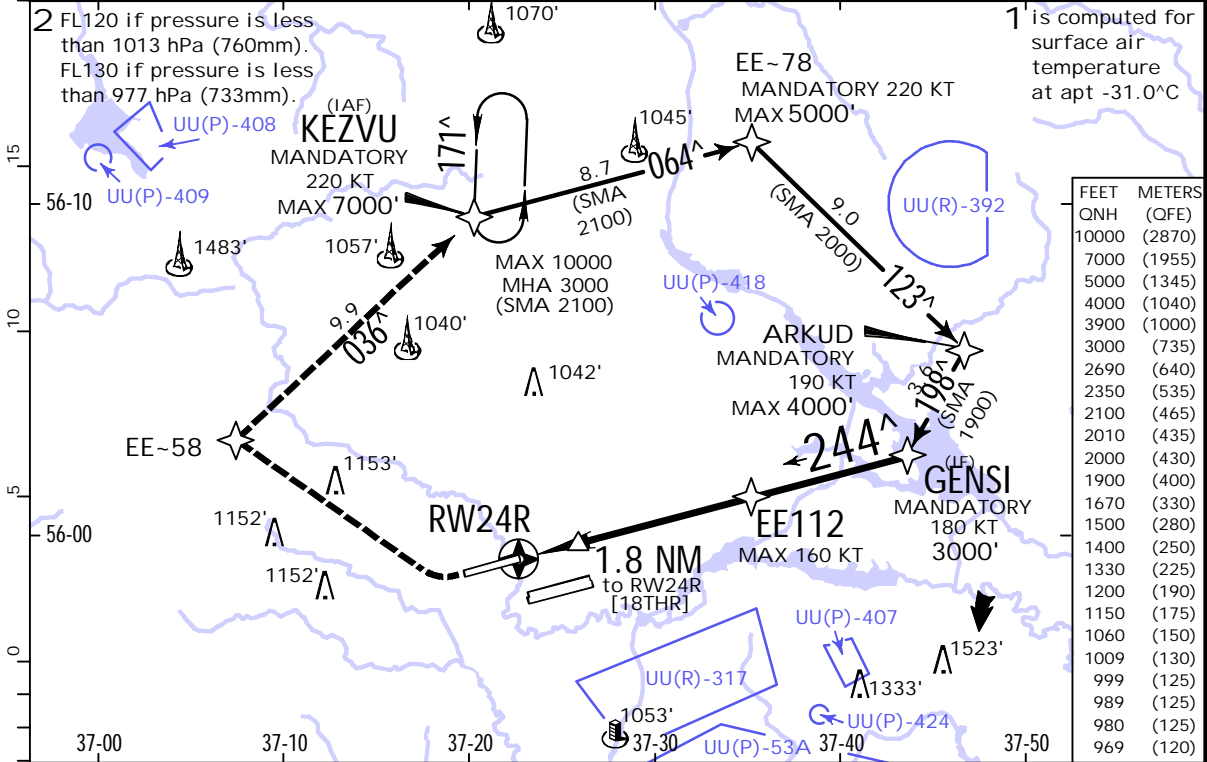 2 FL120 if pressure is less
than 1013 hPa (760mm).
FL130 if pressure is less
than 977 hPa (733mm).
1 is computed for
surface air
temperature
at apt -31.0^C
1070'
EE~78
MANDATORY 220 KT
MAX 5000'
(IAF)
KEZVU
MANDATORY
220 KT
MAX 7000'
UU(P)-408
UU(P)-409
171^
1045'
8.7
064^
(SMA
2100)
9.0
(SMA 2000)
123^
UU(R)-392
1483'
1057'
MAX 10000
MHA 3000
(SMA 2100)
UU(P)-418
9.9
036^
1040'
1042'
ARKUD
MANDATORY
190 KT
MAX 4000'
3.6
198^
(SMA
1900)
EE~58
244^
(IF)
GENSI
MANDATORY
180 KT
3000'
1153'
1152'
1152'
RW24R
EE112
MAX 160 KT
1.8 NM
to RW24R
[18THR]
UU(P)-407
1523'
UU(R)-317
1333'
1053'
UU(P)-424
UU(P)-53A
15
56-10
10
5
56-00
0
37-00
37-10
37-20
37-30
37-40
37-50
FEET METERS
QNH (QFE)
10000 (2870)
7000 (1955)
5000 (1345)
4000 (1040)
3900 (1000)
3000 (735)
2690 (640)
2350 (535)
2100 (465)
2010 (435)
2000 (430)
1900 (400)
1670 (330)
1500 (280)
1400 (250)
1330 (225)
1200 (190)
1150 (175)
1060 (150)
1009 (130)
999 (125)
989 (125)
980 (125)
969 (120)